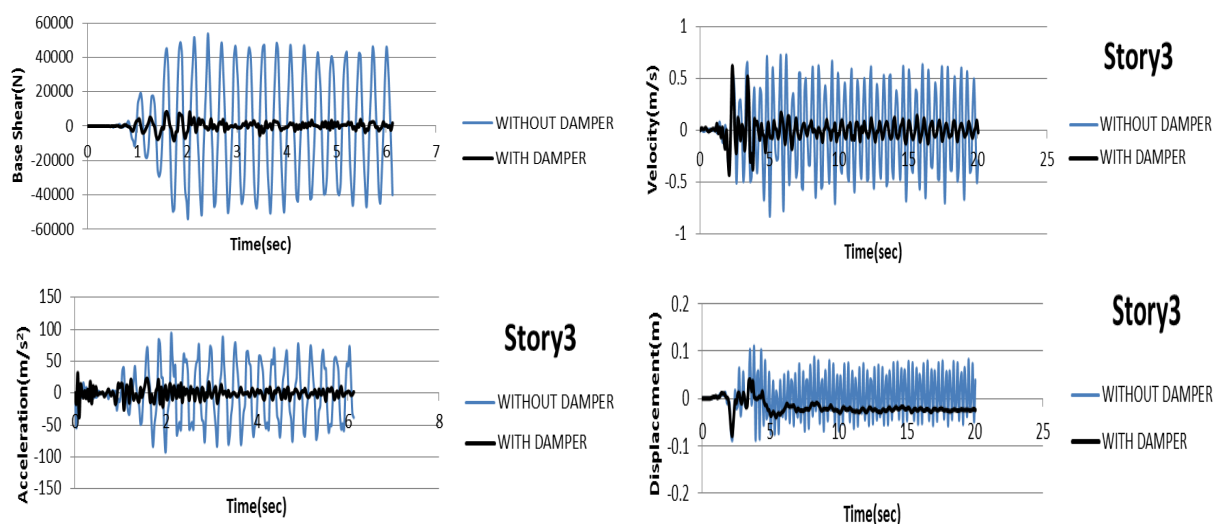 60000
40000
20000
0
-20000
-40000
-60000
0 1 2 3 4 5 6 7
Base Shear(N)
Time(sec)
WITHOUT DAMPER
WITH DAMPER
1
0.5
0
-0.5
-1
0 5 10 15 20 25
Velocity(m/s)
Time(sec)
Story3
WITHOUT DAMPER
WITH DAMPER
150
100
50
0
-50
-100
-150
0 2 4 6 8
Acceleration(m/s²)
Time(sec)
Story3
WITHOUT DAMPER
WITH DAMPER
0.2
0.1
0
-0.1
-0.2
0 5 10 15 20 25
Displacement(m)
Time(sec)
Story3
WITHOUT DAMPER
WITH DAMPER